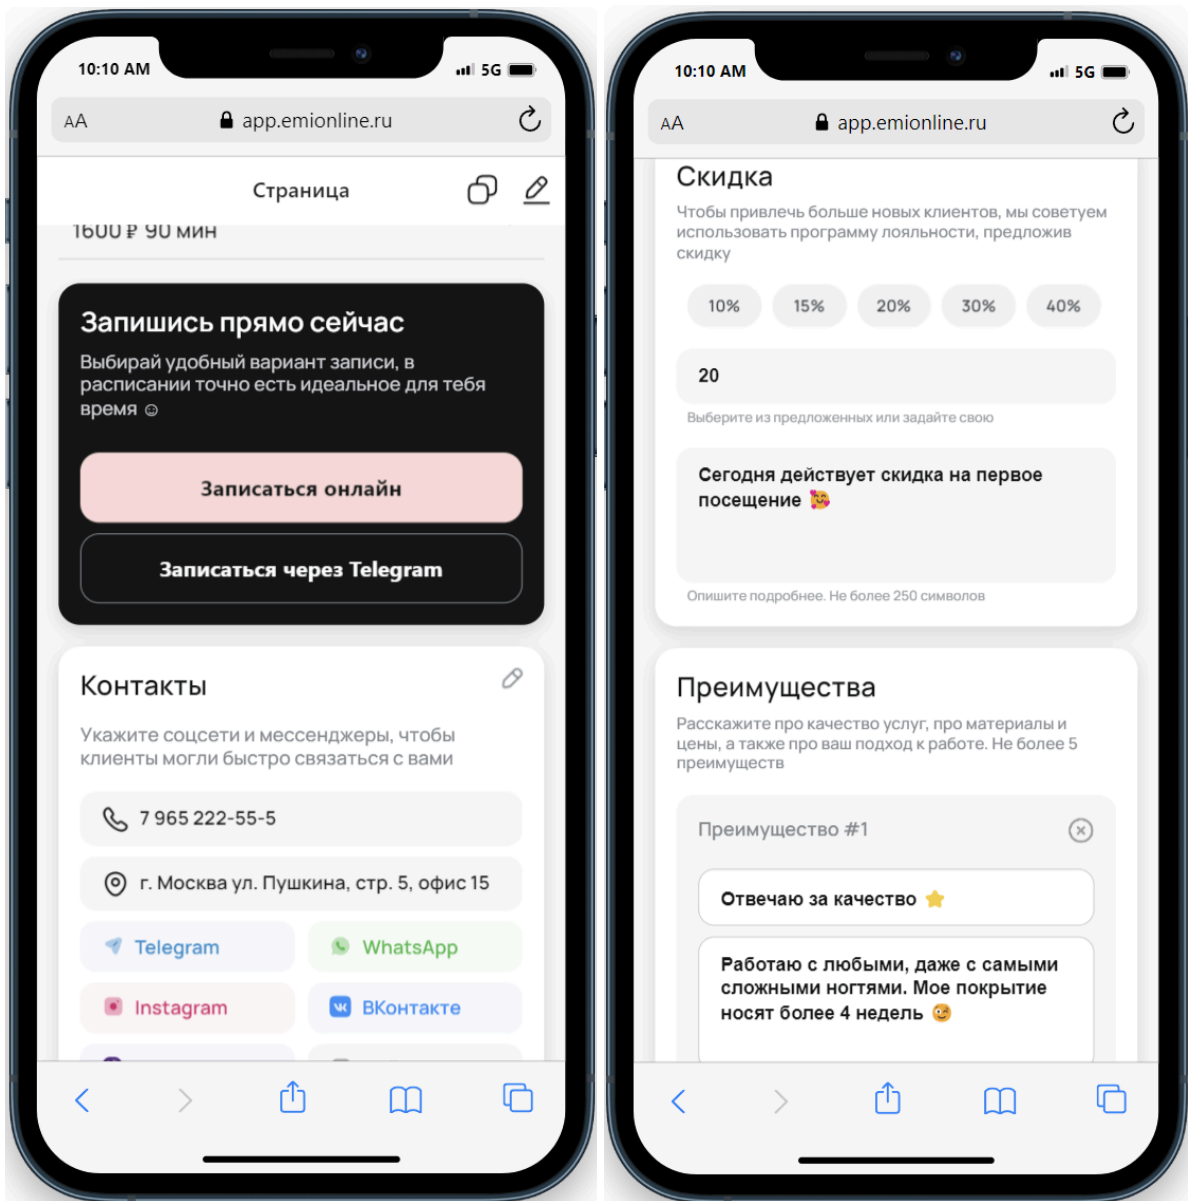 10:10 AM
5G
AA
app.emionline.ru
Страница
1600 ₽ 90 мин
Запишись прямо сейчас
Выбирай удобный вариант записи, в
расписании точно есть идеальное для тебя
время ☺
Записаться онлайн
Записаться через Telegram
Контакты
Укажите соцсети и мессенджеры, чтобы
клиенты могли быстро связаться с вами
7 965 222-55-5
г. Москва ул. Пушкина, стр. 5, офис 15
Telegram
WhatsApp
Instagram
ВКонтакте
10:10 AM
5G
AA
app.emionline.ru
Скидка
Чтобы привлечь больше новых клиентов, мы советуем
использовать программу лояльности, предложив
скидку
10%
15%
20%
30%
40%
20
Выберите из предложенных или задайте свою
Сегодня действует скидка на первое
посещение 🥰
Опишите подробнее. Не более 250 символов
Преимущества
Расскажите про качество услуг, про материалы и
цены, а также про ваш подход к работе. Не более 5
преимуществ
Преимущество #1
Отвечаю за качество ⭐
Работаю с любыми, даже с самыми
сложными ногтями. Мое покрытие
носят более 4 недель 😉